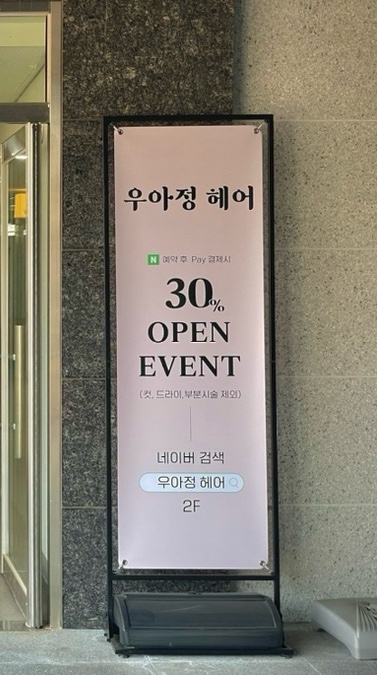 우아정 헤어
N 예약 후 Pay 결제시
30%
OPEN
EVENT
(컷, 드라이,부분시술 제외)
네이버 검색
우아정 헤어
2F